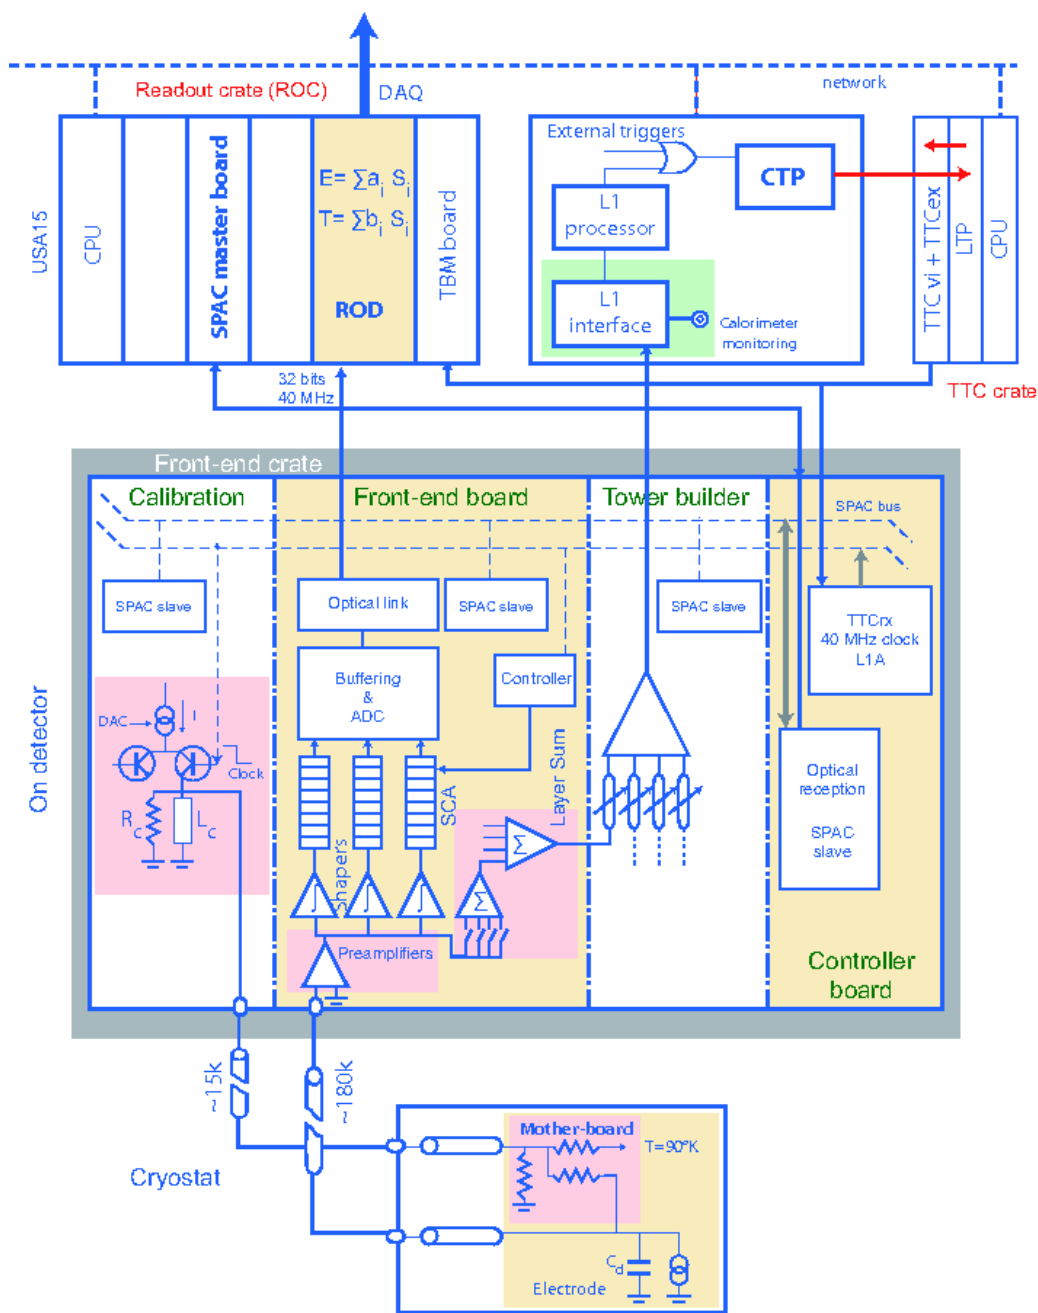 network
Readout crate (ROC)
DAQ
USA15
CPU
SPAC master board
E= ∑a_i S_i
T= ∑b_i S_i
ROD
TBM board
External triggers
CTP
L1
processor
L1
interface
Calorimeter
monitoring
TTC vi + TTCex
LTP
CPU
TTC crate
32 bits
40 MHz
On detector
Front-end crate
Calibration
Front-end board
Tower builder
SPAC bus
SPAC slave
Optical link
SPAC slave
SPAC slave
TTCrx
40 MHz clock
L1A
Buffering
&
ADC
Controller
DAC
I
Clock
R_c
L_c
SCA
Layer Sum
Shapers
∫
∫
∫
Σ
Σ
Preamplifiers
Optical
reception
SPAC
slave
Controller
board
~15k
~180k
Cryostat
Mother-board
T=90°K
C_d
Electrode